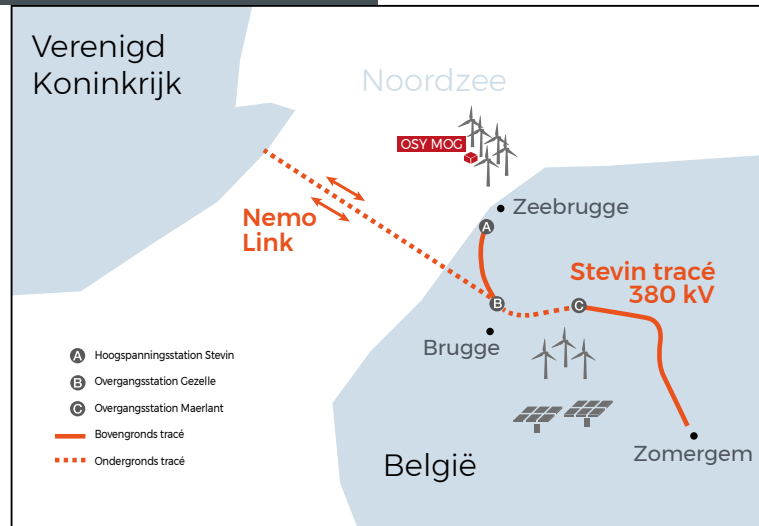 Verenigd
Koninkrijk
Noordzee
OSY MOG
Zeebrugge
A
Nemo
Link
Stevin tracé
380 kV
B
C
Brugge
A Hoogspanningsstation Stevin
B Overgangsstation Gezelle
C Overgangsstation Maerlant
Bovengronds tracé
Ondergronds tracé
België
Zomergem